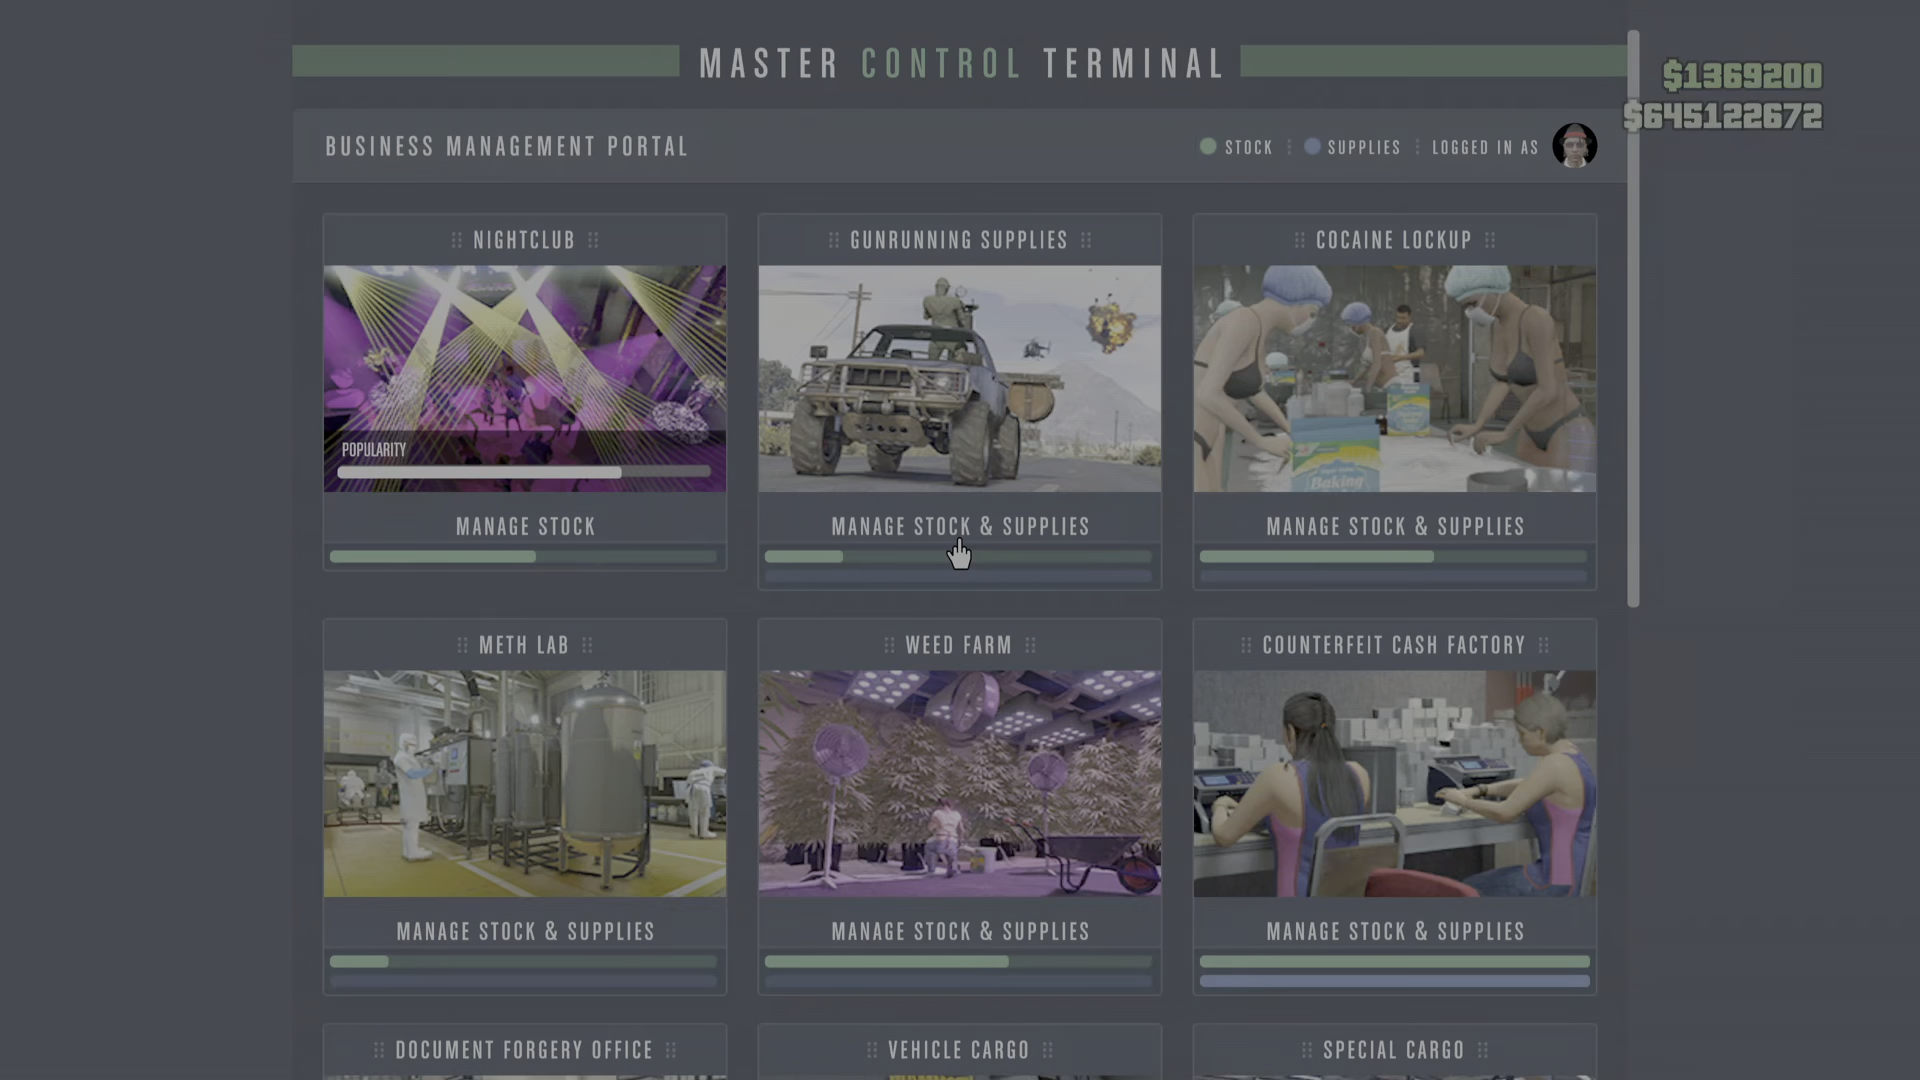 MASTER CONTROL TERMINAL
$1369200
$645122672
BUSINESS MANAGEMENT PORTAL
STOCK
SUPPLIES
LOGGED IN AS
NIGHTCLUB
GUNRUNNING SUPPLIES
COCAINE LOCKUP
POPULARITY
Baking
MANAGE STOCK
MANAGE STOCK & SUPPLIES
MANAGE STOCK & SUPPLIES
METH LAB
WEED FARM
COUNTERFEIT CASH FACTORY
MANAGE STOCK & SUPPLIES
MANAGE STOCK & SUPPLIES
MANAGE STOCK & SUPPLIES
DOCUMENT FORGERY OFFICE
VEHICLE CARGO
SPECIAL CARGO